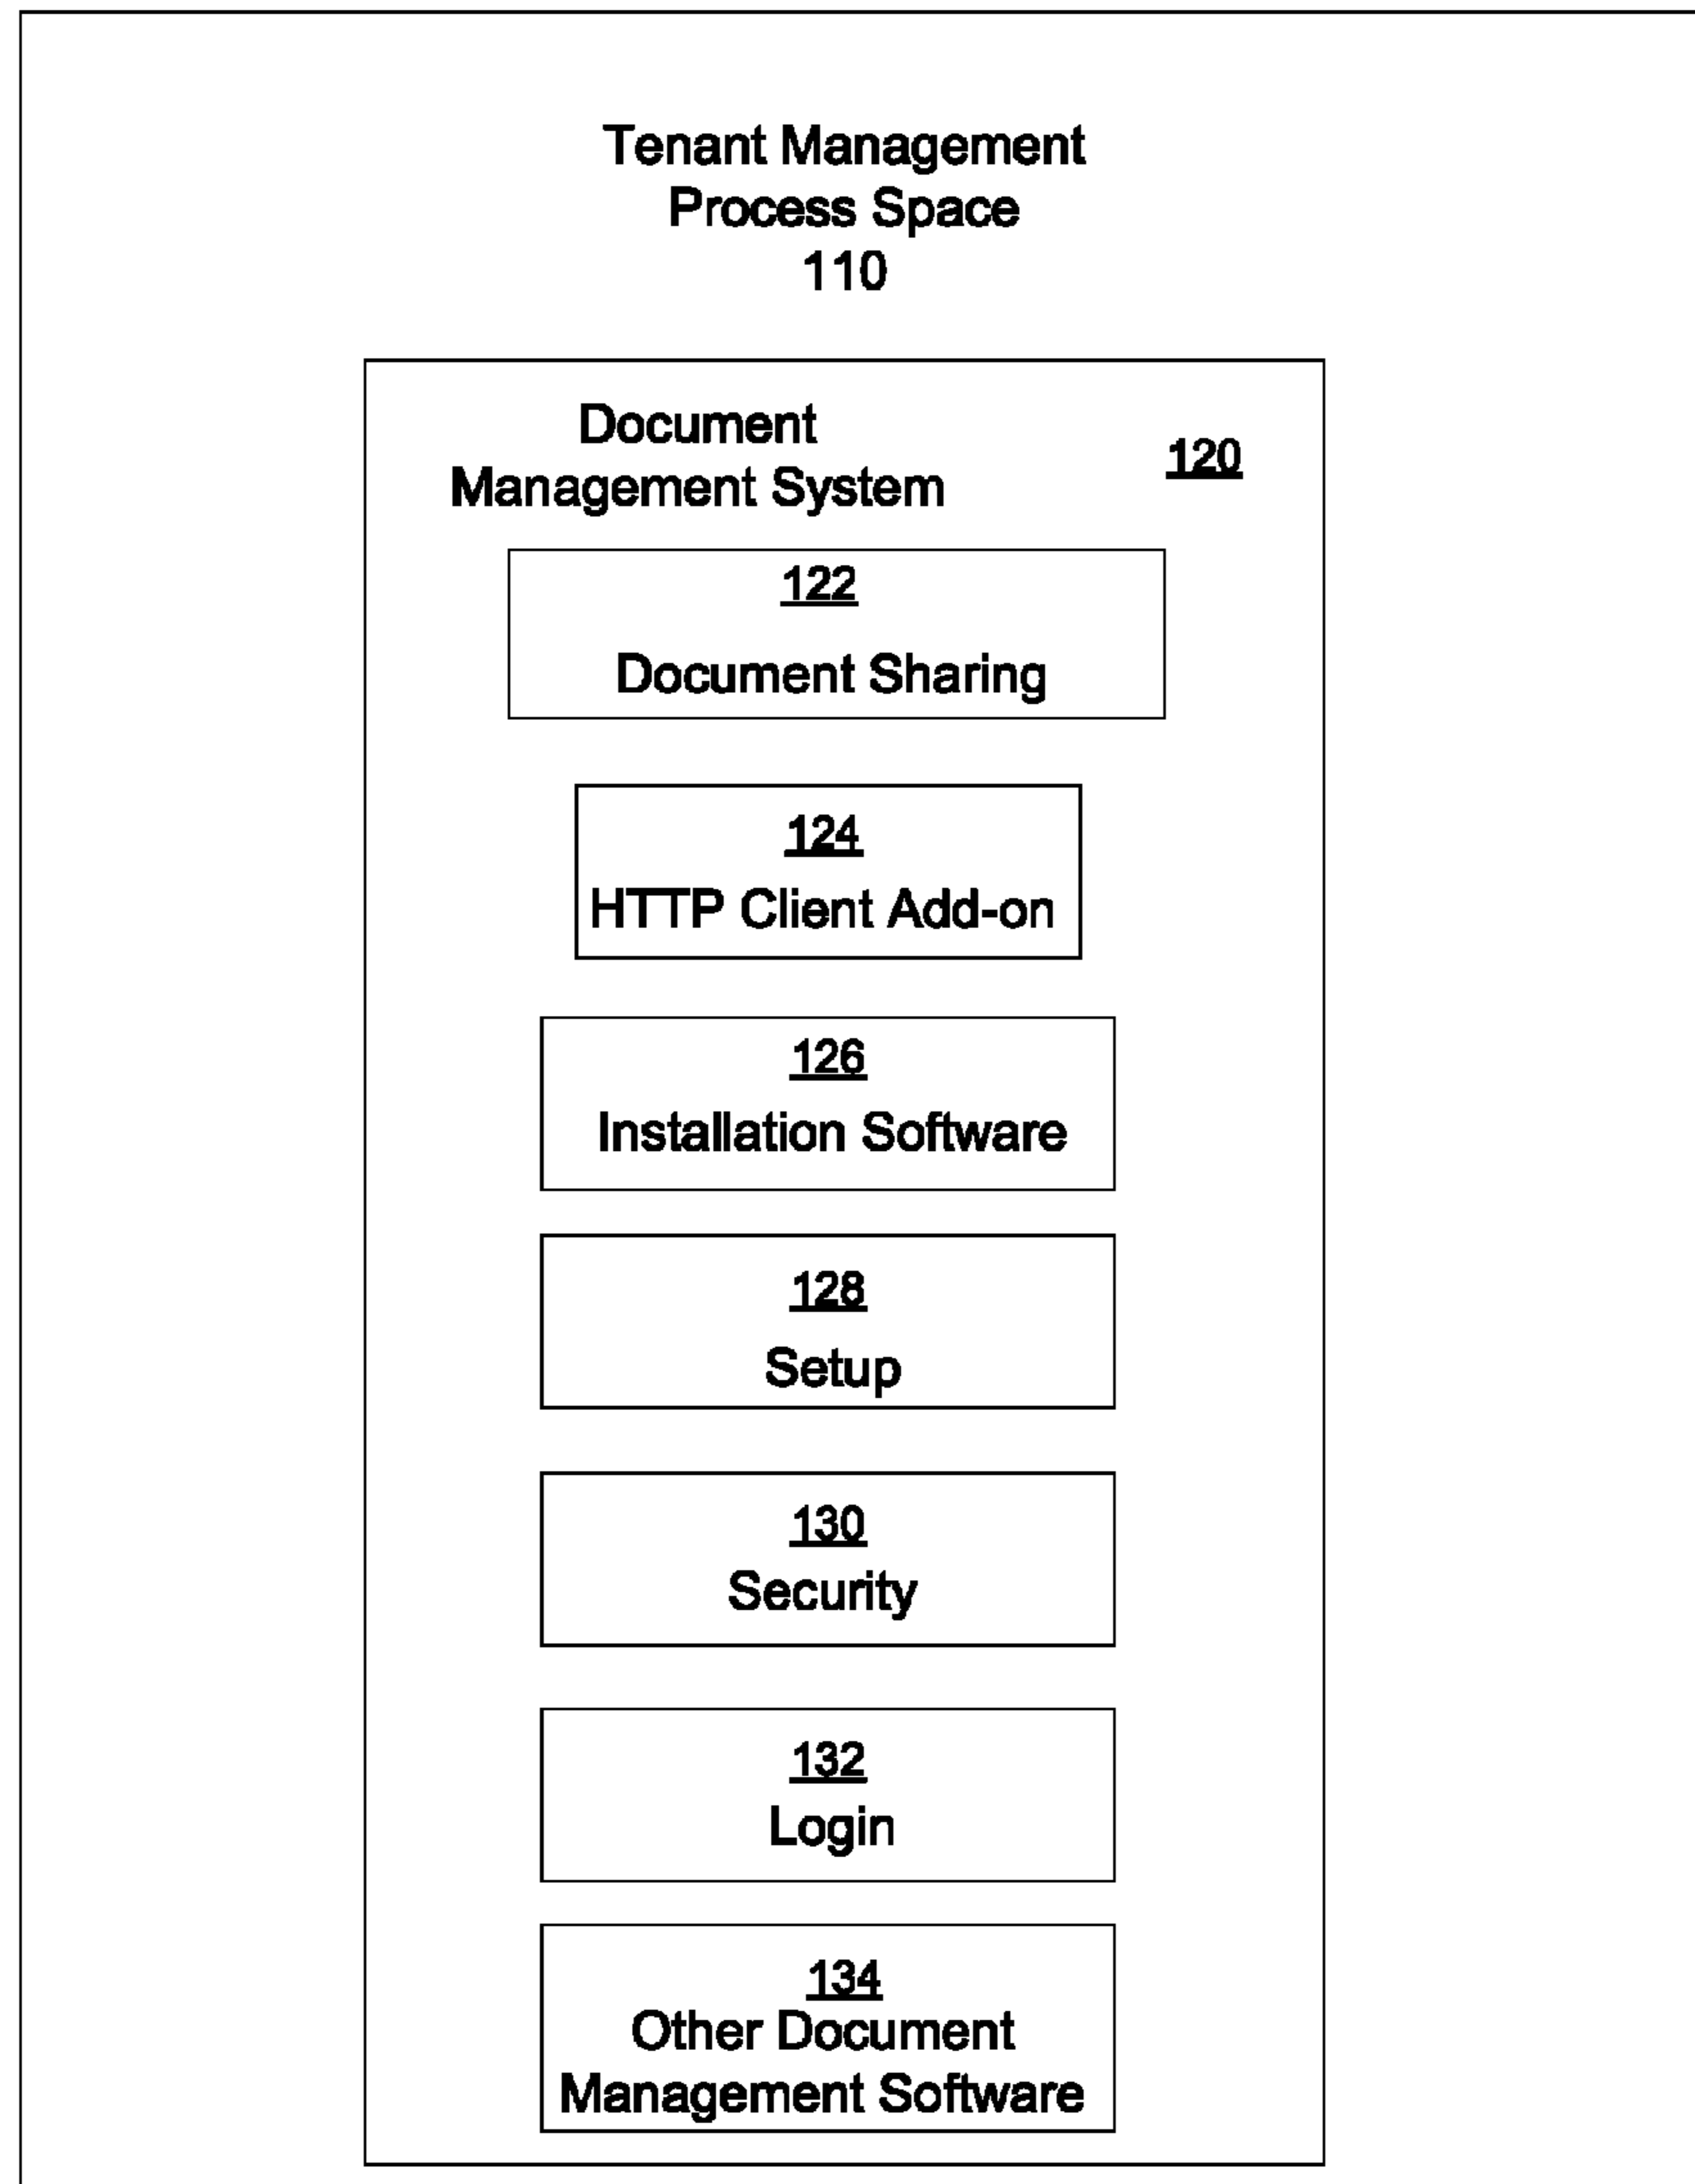 Tenant Management
Process Space
110
Document
Management System
120
122
Document Sharing
124
HTTP Client Add-on
126
Installation Software
128
Setup
130
Security
132
Login
134
Other Document
Management Software